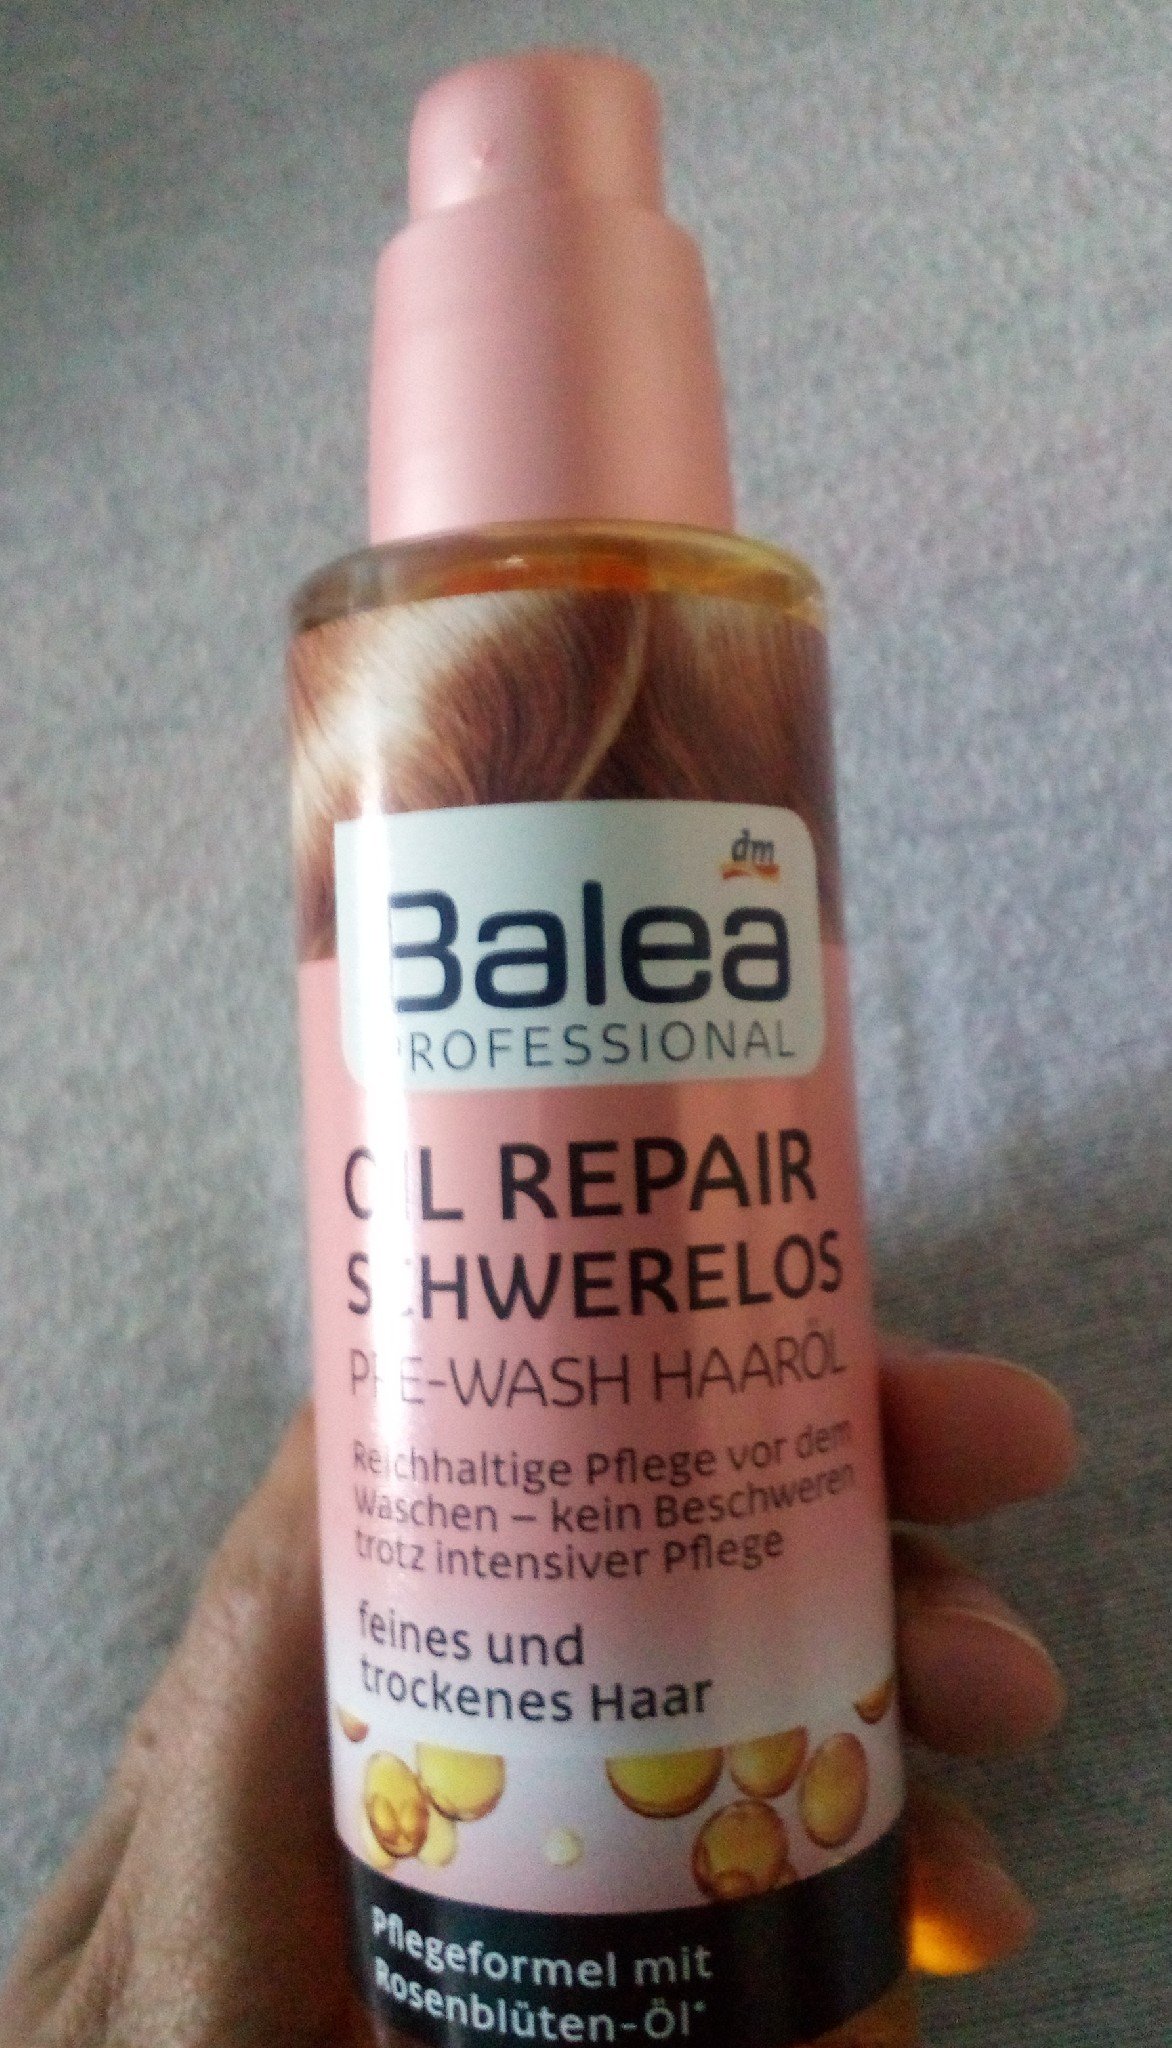 dm
Balea
PROFESSIONAL
OIL REPAIR
SCHWERELOS
PRE-WASH HAARÖL
Reichhaltige Pflege vor dem
Waschen – kein Beschweren
trotz intensiver Pflege
feines und
trockenes Haar
Pflegeformel mit
Rosenblüten-Öl*